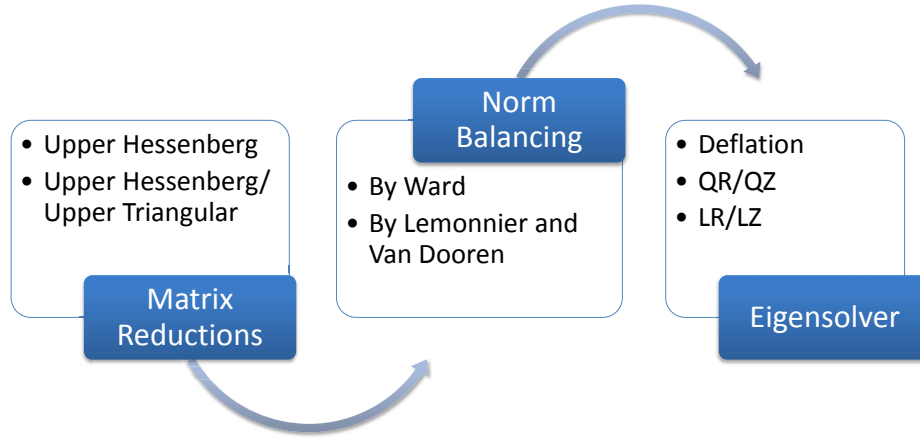 • Upper Hessenberg
• Upper Hessenberg/
Upper Triangular
Matrix
Reductions
Norm
Balancing
• By Ward
• By Lemonnier and
Van Dooren
• Deflation
• QR/QZ
• LR/LZ
Eigensolver